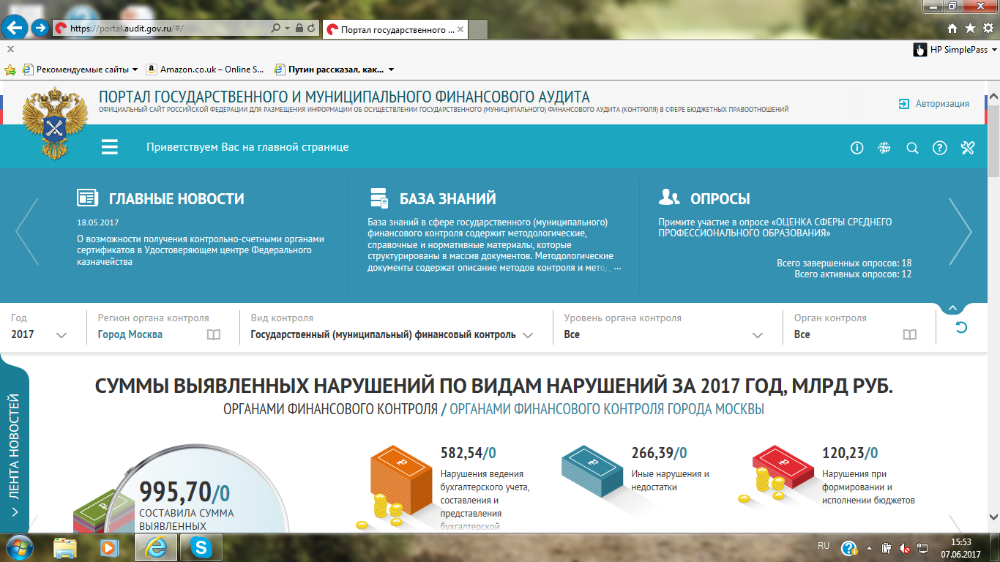 https://portal.audit.gov.ru/#/
Портал государственного ...
HP SimplePass
Рекомендуемые сайты
Amazon.co.uk – Online S...
Путин рассказал, как...
ПОРТАЛ ГОСУДАРСТВЕННОГО И МУНИЦИПАЛЬНОГО ФИНАНСОВОГО АУДИТА
ОФИЦИАЛЬНЫЙ САЙТ РОССИЙСКОЙ ФЕДЕРАЦИИ ДЛЯ РАЗМЕЩЕНИЯ ИНФОРМАЦИИ ОБ ОСУЩЕСТВЛЕНИИ ГОСУДАРСТВЕННОГО (МУНИЦИПАЛЬНОГО) ФИНАНСОВОГО АУДИТА (КОНТРОЛЯ) В СФЕРЕ БЮДЖЕТНЫХ ПРАВООТНОШЕНИЙ
Авторизация
Приветствуем Вас на главной странице
ГЛАВНЫЕ НОВОСТИ
18.05.2017
О возможности получения контрольно-счетными органами
сертификатов в Удостоверяющем центре Федерального
казначейства
БАЗА ЗНАНИЙ
База знаний в сфере государственного (муниципального)
финансового контроля содержит методологические,
справочные и нормативные материалы, которые
структурированы в массив документов. Методологические
документы содержат описание методов контроля и метод ...
ОПРОСЫ
Примите участие в опросе «ОЦЕНКА СФЕРЫ СРЕДНЕГО
ПРОФЕССИОНАЛЬНОГО ОБРАЗОВАНИЯ»
Всего завершенных опросов: 18
Всего активных опросов: 12
Год
2017
Регион органа контроля
Город Москва
Вид контроля
Государственный (муниципальный) финансовый контроль
Уровень органа контроля
Все
Орган контроля
Все
ЛЕНТА НОВОСТЕЙ
СУММЫ ВЫЯВЛЕННЫХ НАРУШЕНИЙ ПО ВИДАМ НАРУШЕНИЙ ЗА 2017 ГОД, МЛРД РУБ.
ОРГАНАМИ ФИНАНСОВОГО КОНТРОЛЯ / ОРГАНАМИ ФИНАНСОВОГО КОНТРОЛЯ ГОРОДА МОСКВЫ
995,70/0
СОСТАВИЛА СУММА
ВЫЯВЛЕННЫХ
582,54/0
Нарушения ведения
бухгалтерского учета,
составления и
представления
бухгалтерской
266,39/0
Иные нарушения и
недостатки
120,23/0
Нарушения при
формировании и
исполнении бюджетов
RU
15:53
07.06.2017